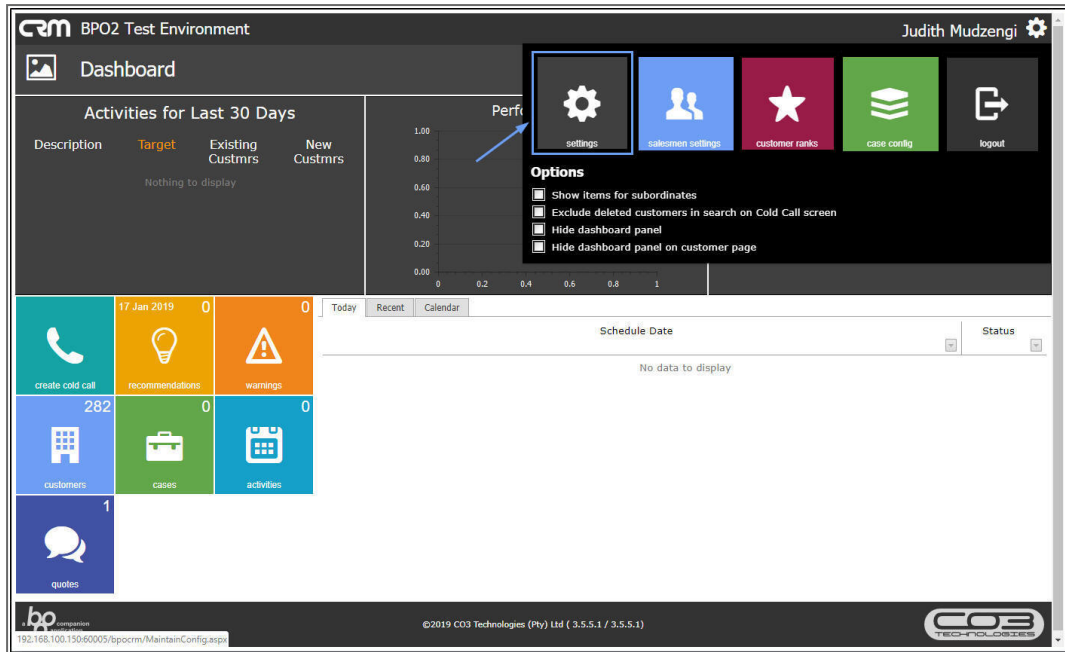 CRM BPO2 Test Environment
Judith Mudzengi
Dashboard
settings
salesmen settings
customer ranks
case config
logout
Options
Show items for subordinates
Exclude deleted customers in search on Cold Call screen
Hide dashboard panel
Hide dashboard panel on customer page
Activities for Last 30 Days
Description Target Existing Custmrs New Custmrs
Nothing to display
1.00
0.80
0.60
0.40
0.20
0.00
0 0.2 0.4 0.6 0.8 1
create cold call
17 Jan 2019 0
recommendations
0
warnings
282
customers
0
cases
0
activities
1
quotes
Today Recent Calendar
Schedule Date Status
No data to display
bp
companion
©2019 CO3 Technologies (Pty) Ltd ( 3.5.5.1 / 3.5.5.1)
CO3
TECHNOLOGIES
192.168.100.150:60005/bpocrm/MaintainConfig.aspx